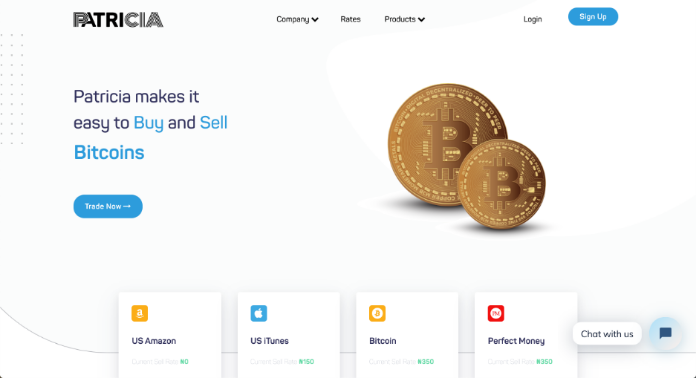 PATRICIA
Company
Rates
Products
Login
Sign Up
Patricia makes it
easy to Buy and Sell
Bitcoins
Trade Now →
US Amazon
Current Sell Rate ₦0
US iTunes
Current Sell Rate ₦150
Bitcoin
Current Sell Rate ₦350
Perfect Money
Current Sell Rate ₦350
Chat with us